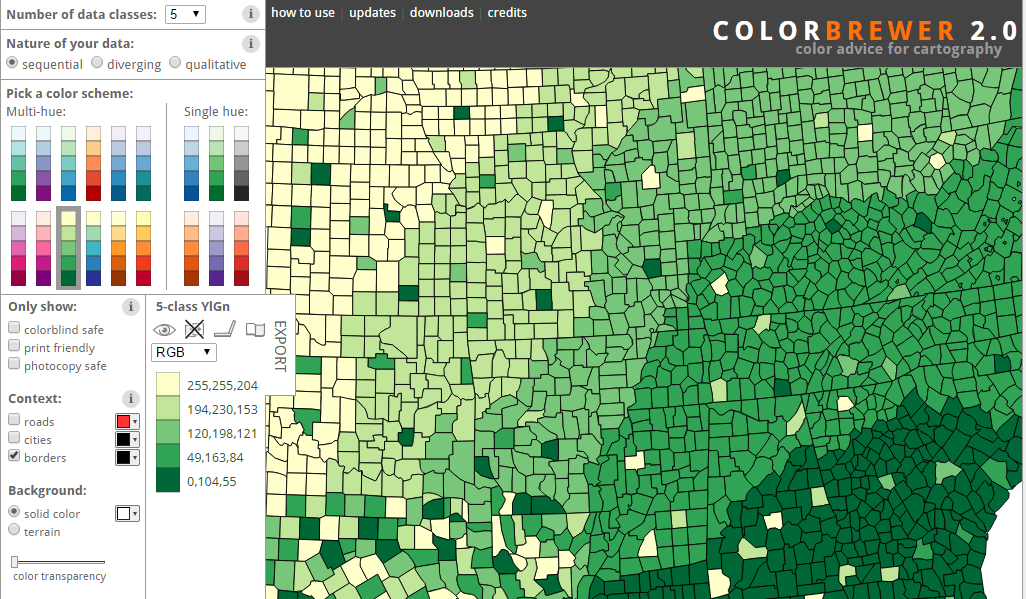 Number of data classes: 5 i
how to use | updates | downloads | credits
COLORBREWER 2.0
color advice for cartography
Nature of your data: i
sequential diverging qualitative
Pick a color scheme:
Multi-hue: Single hue:
Only show: i
colorblind safe
print friendly
photocopy safe
Context: i
roads
cities
borders
Background:
solid color
terrain
color transparency
5-class YlGn
EXPORT
RGB
255,255,204
194,230,153
120,198,121
49,163,84
0,104,55